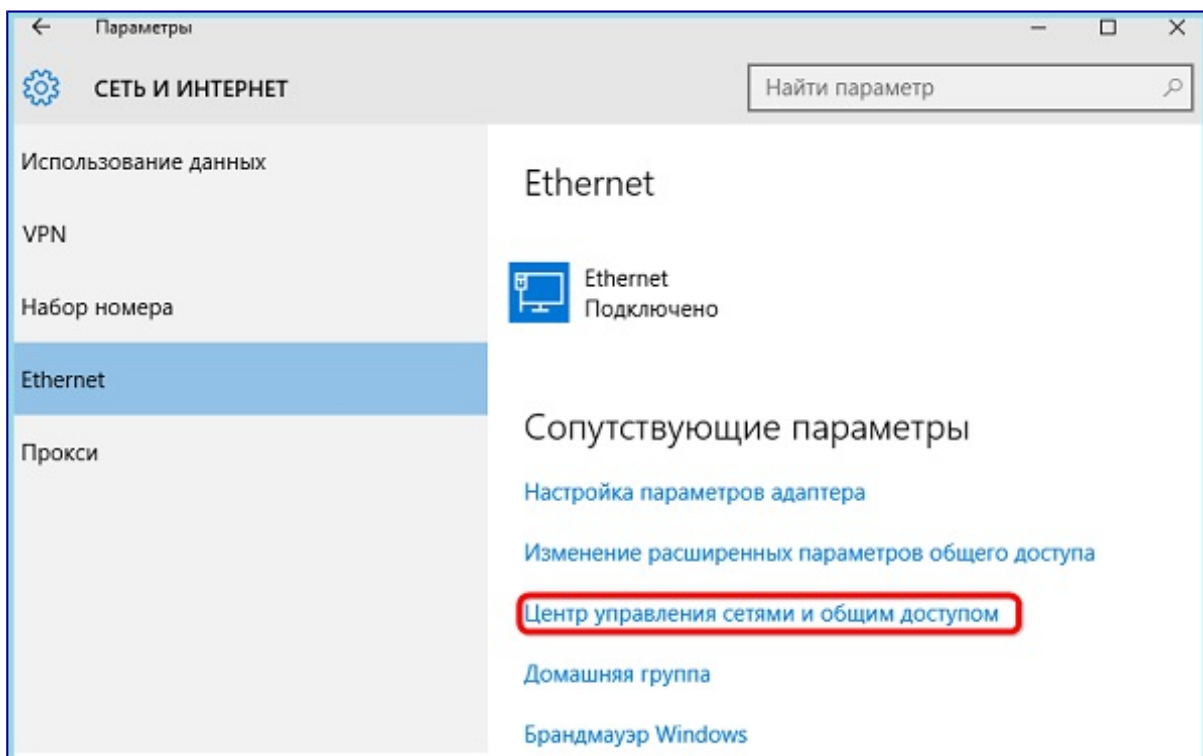 Параметры
СЕТЬ И ИНТЕРНЕТ
Найти параметр
Использование данных
VPN
Набор номера
Ethernet
Прокси
Ethernet
Ethernet
Подключено
Сопутствующие параметры
Настройка параметров адаптера
Изменение расширенных параметров общего доступа
Центр управления сетями и общим доступом
Домашняя группа
Брандмауэр Windows